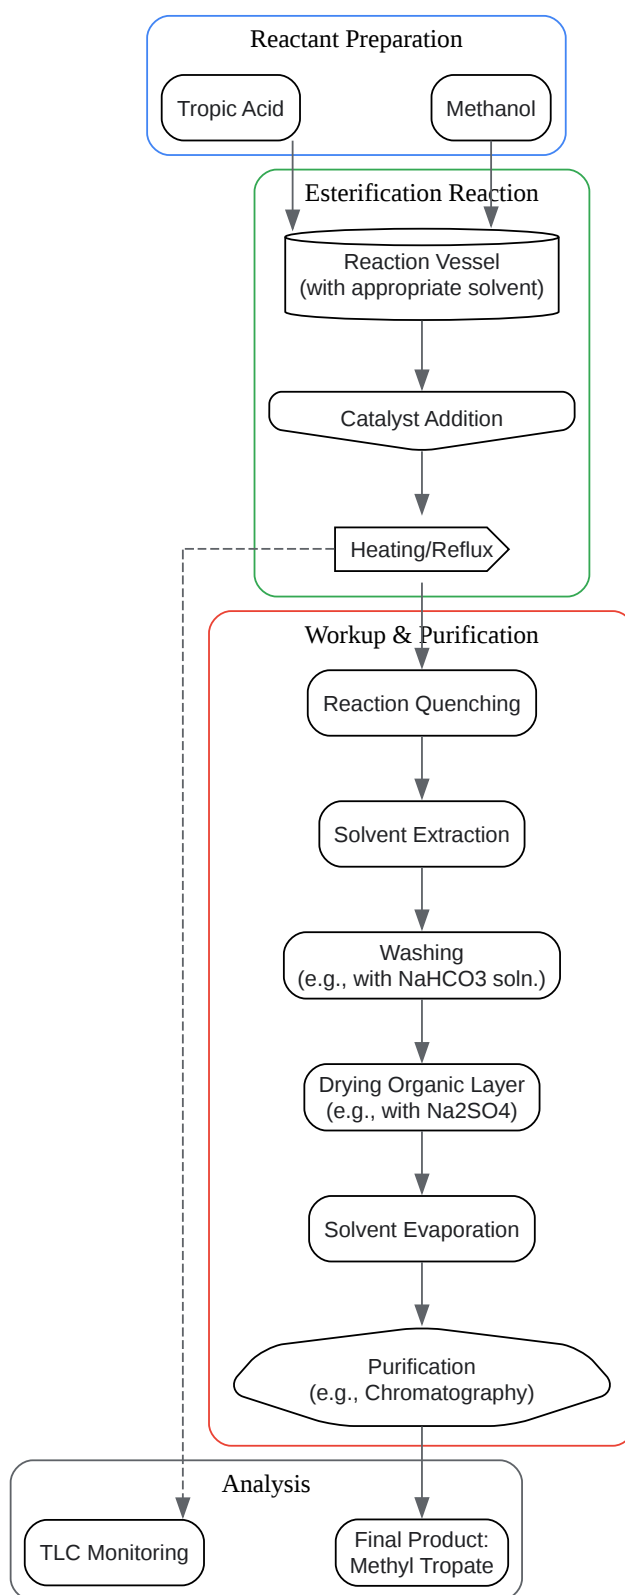 Reactant Preparation
Tropic Acid
Methanol
Esterification Reaction
Reaction Vessel
(with appropriate solvent)
Catalyst Addition
Heating/Reflux
Workup & Purification
Reaction Quenching
Solvent Extraction
Washing
(e.g., with NaHCO3 soln.)
Drying Organic Layer
(e.g., with Na2SO4)
Solvent Evaporation
Purification
(e.g., Chromatography)
Analysis
TLC Monitoring
Final Product:
Methyl Tropate